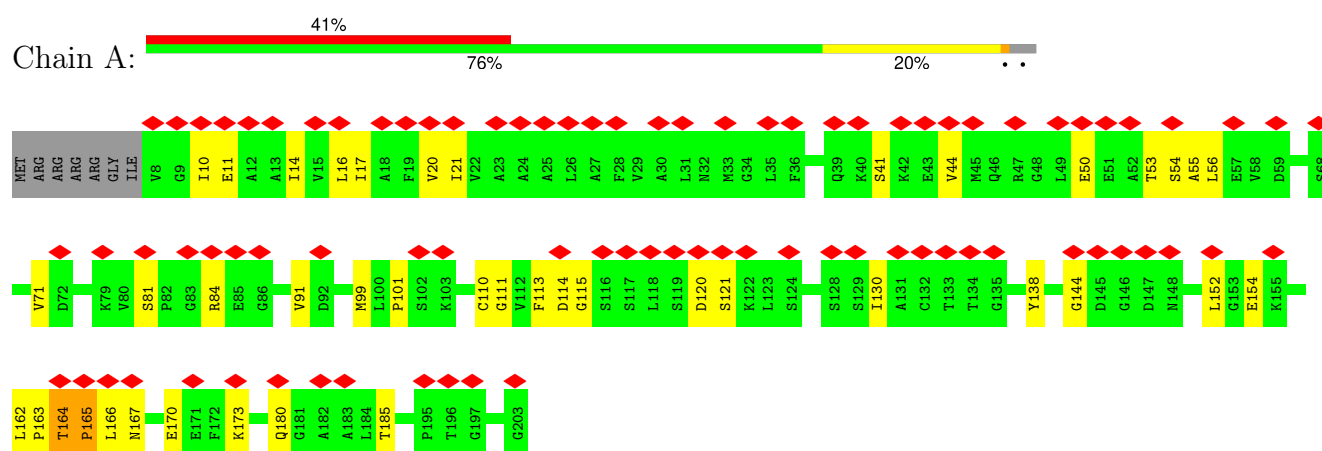 41%
Chain A:
76% 20% • •
MET ARG ARG ARG ARG GLY ILE V8 G9 I10 E11 A12 A13 I14 V15 L16 I17 A18 F19 V20 I21 V22 A23 A24 A25 L26 A27 F28 V29 A30 L31 N32 M33 G34 L35 F36 Q39 K40 S41 K42 E43 V44 M45 Q46 R47 G48 L49 E50 E51 A52 T53 S54 A55 L56 E57 V58 D59 S68
V71 D72 K79 V80 S81 P82 G83 R84 E85 G86 V91 D92 M99 L100 P101 S102 K103 C110 G111 V112 F113 D114 G115 S116 S117 L118 S119 D120 S121 K122 L123 S124 S128 S129 I130 A131 C132 T133 T134 G135 Y138 G144 D145 G146 D147 N148 L152 G153 E154 K155
L162 P163 T164 P165 L166 N167 E170 E171 F172 K173 Q180 G181 A182 A183 L184 T185 P195 T196 G197 G203